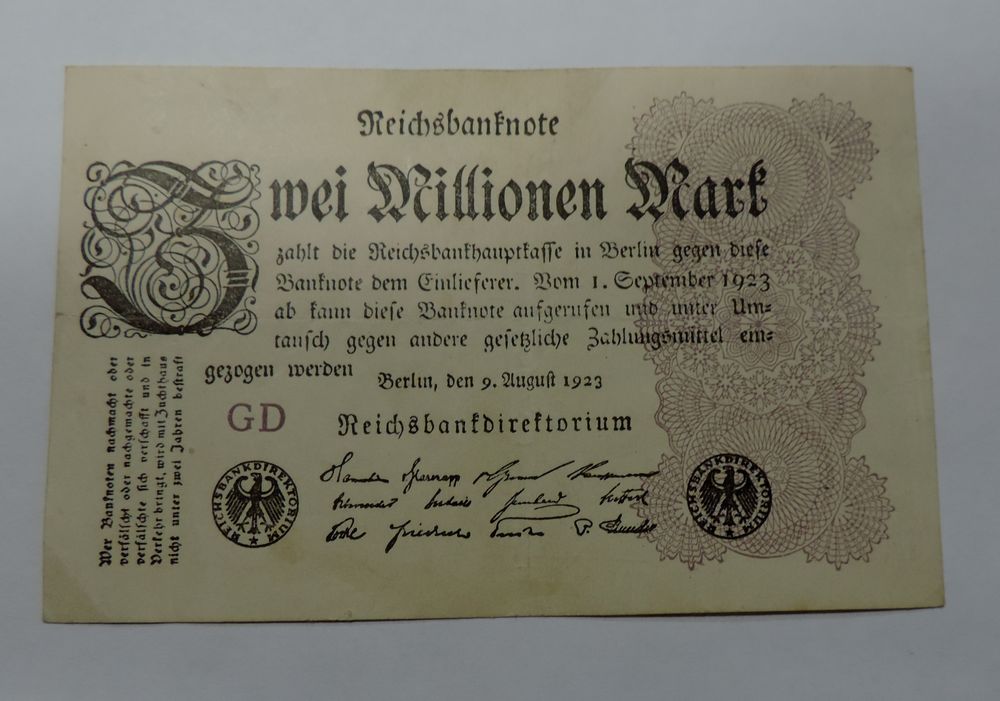 Reichsbanknote
Zwei Millionen Mark
zahlt die Reichsbankhauptkasse in Berlin gegen diese
Banknote dem Einlieferer. Vom 1. September 1923
ab kann diese Banknote aufgerufen und unter Um-
tausch gegen andere gesetzliche Zahlungsmittel ein-
gezogen werden
Berlin, den 9. August 1923
GD
Reichsbankdirektorium
REICHSBANKDIREKTORIUM
REICHSBANKDIREKTORIUM
Wer Banknoten nachmacht oder
verfälscht oder nachgemachte oder
verfälschte sich verschafft und in
Verkehr bringt, wird mit Zuchthaus
nicht unter zwei Jahren bestraft